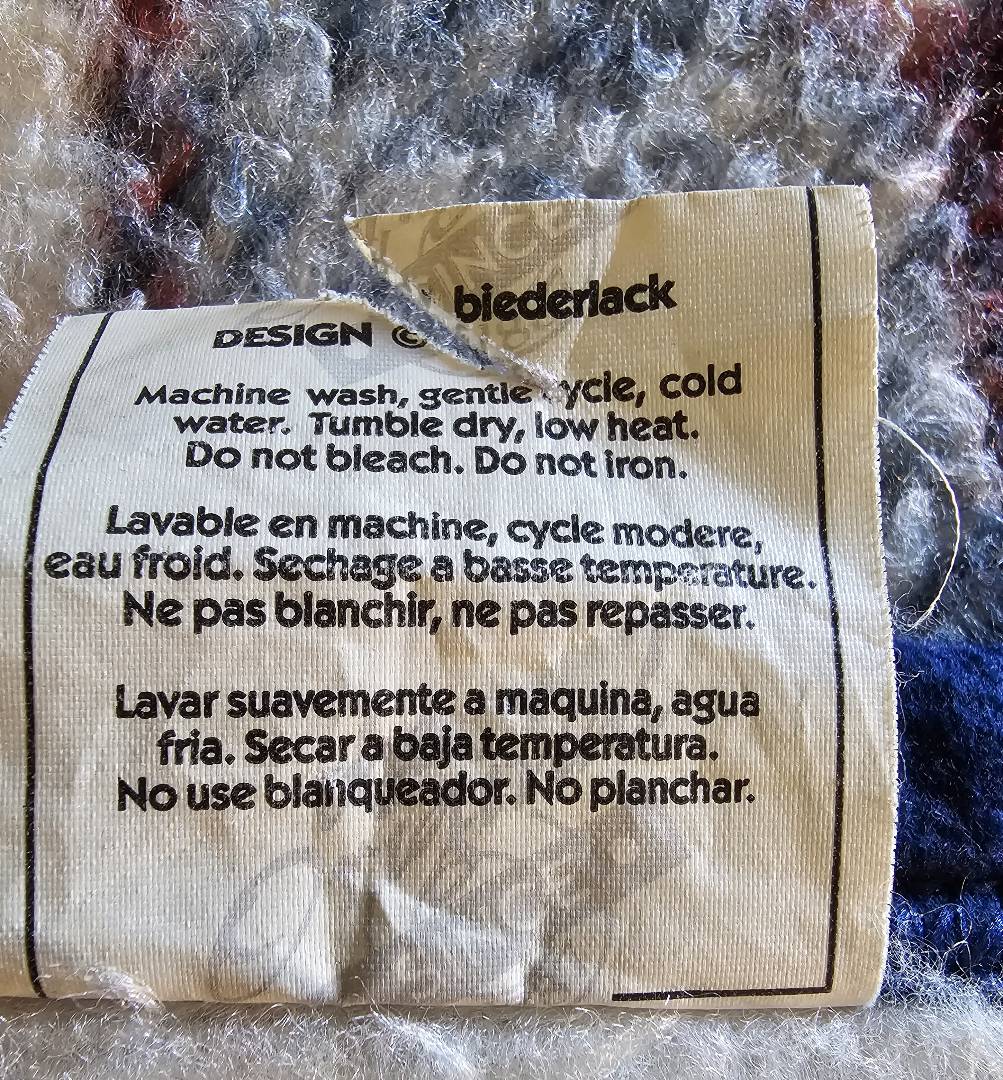 DESIGN © biederlack
Machine wash, gentle ycle, cold
water. Tumble dry, low heat.
Do not bleach. Do not iron.
Lavable en machine, cycle modere,
eau froid. Sechage a basse temperature.
Ne pas blanchir, ne pas repasser.
Lavar suavemente a maquina, agua
fria. Secar a baja temperatura.
No use blanqueador. No planchar.